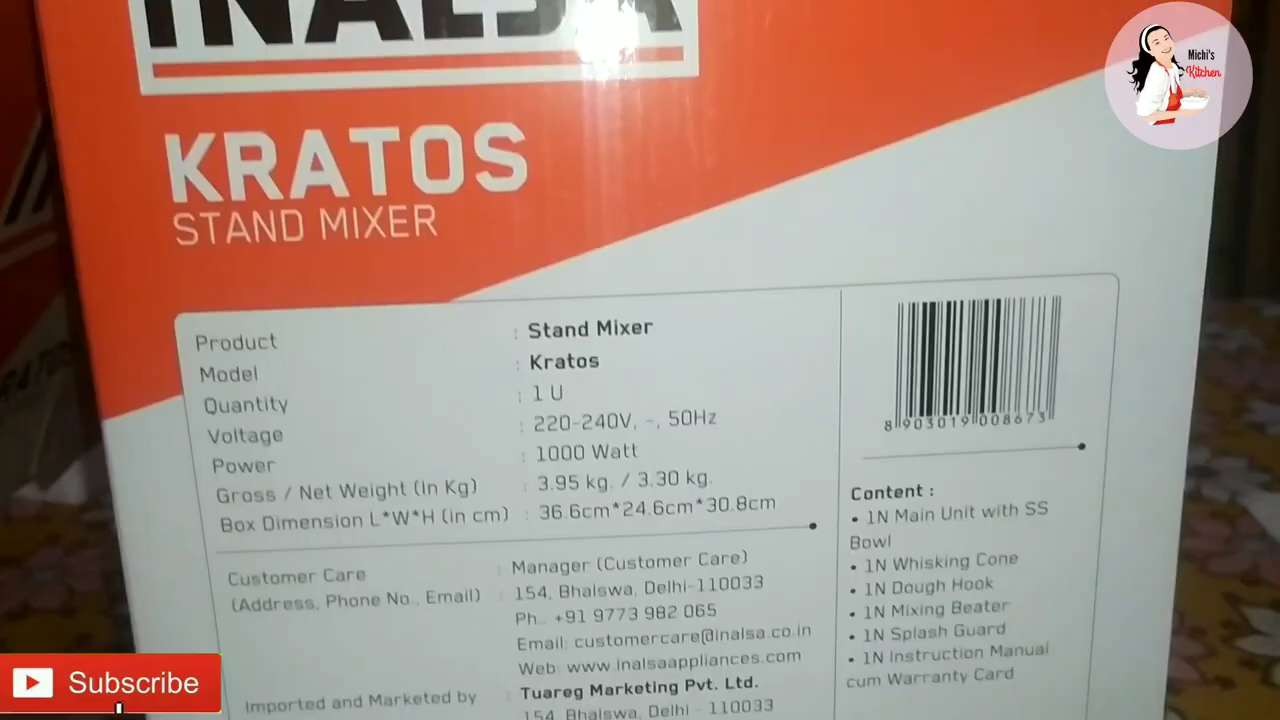 INALSA
Michi's
Kitchen
KRATOS
STAND MIXER
Product : Stand Mixer
Model : Kratos
Quantity : 1 U
Voltage : 220-240V, ~, 50Hz
Power : 1000 Watt
Gross / Net Weight (In Kg) : 3.95 kg. / 3.30 kg.
Box Dimension L*W*H (in cm) : 36.6cm*24.6cm*30.8cm
Customer Care : Manager (Customer Care)
(Address, Phone No., Email) : 154, Bhalswa, Delhi-110033
Ph.. +91 9773 982 065
Email: customercare@inalsa.co.in
Web: www.inalsaappliances.com
Imported and Marketed by : Tuareg Marketing Pvt. Ltd.
154, Bhalswa, Delhi - 110033
8 903019 008673
Content :
• 1N Main Unit with SS
Bowl
• 1N Whisking Cone
• 1N Dough Hook
• 1N Mixing Beater
• 1N Splash Guard
• 1N Instruction Manual
cum Warranty Card
Subscribe